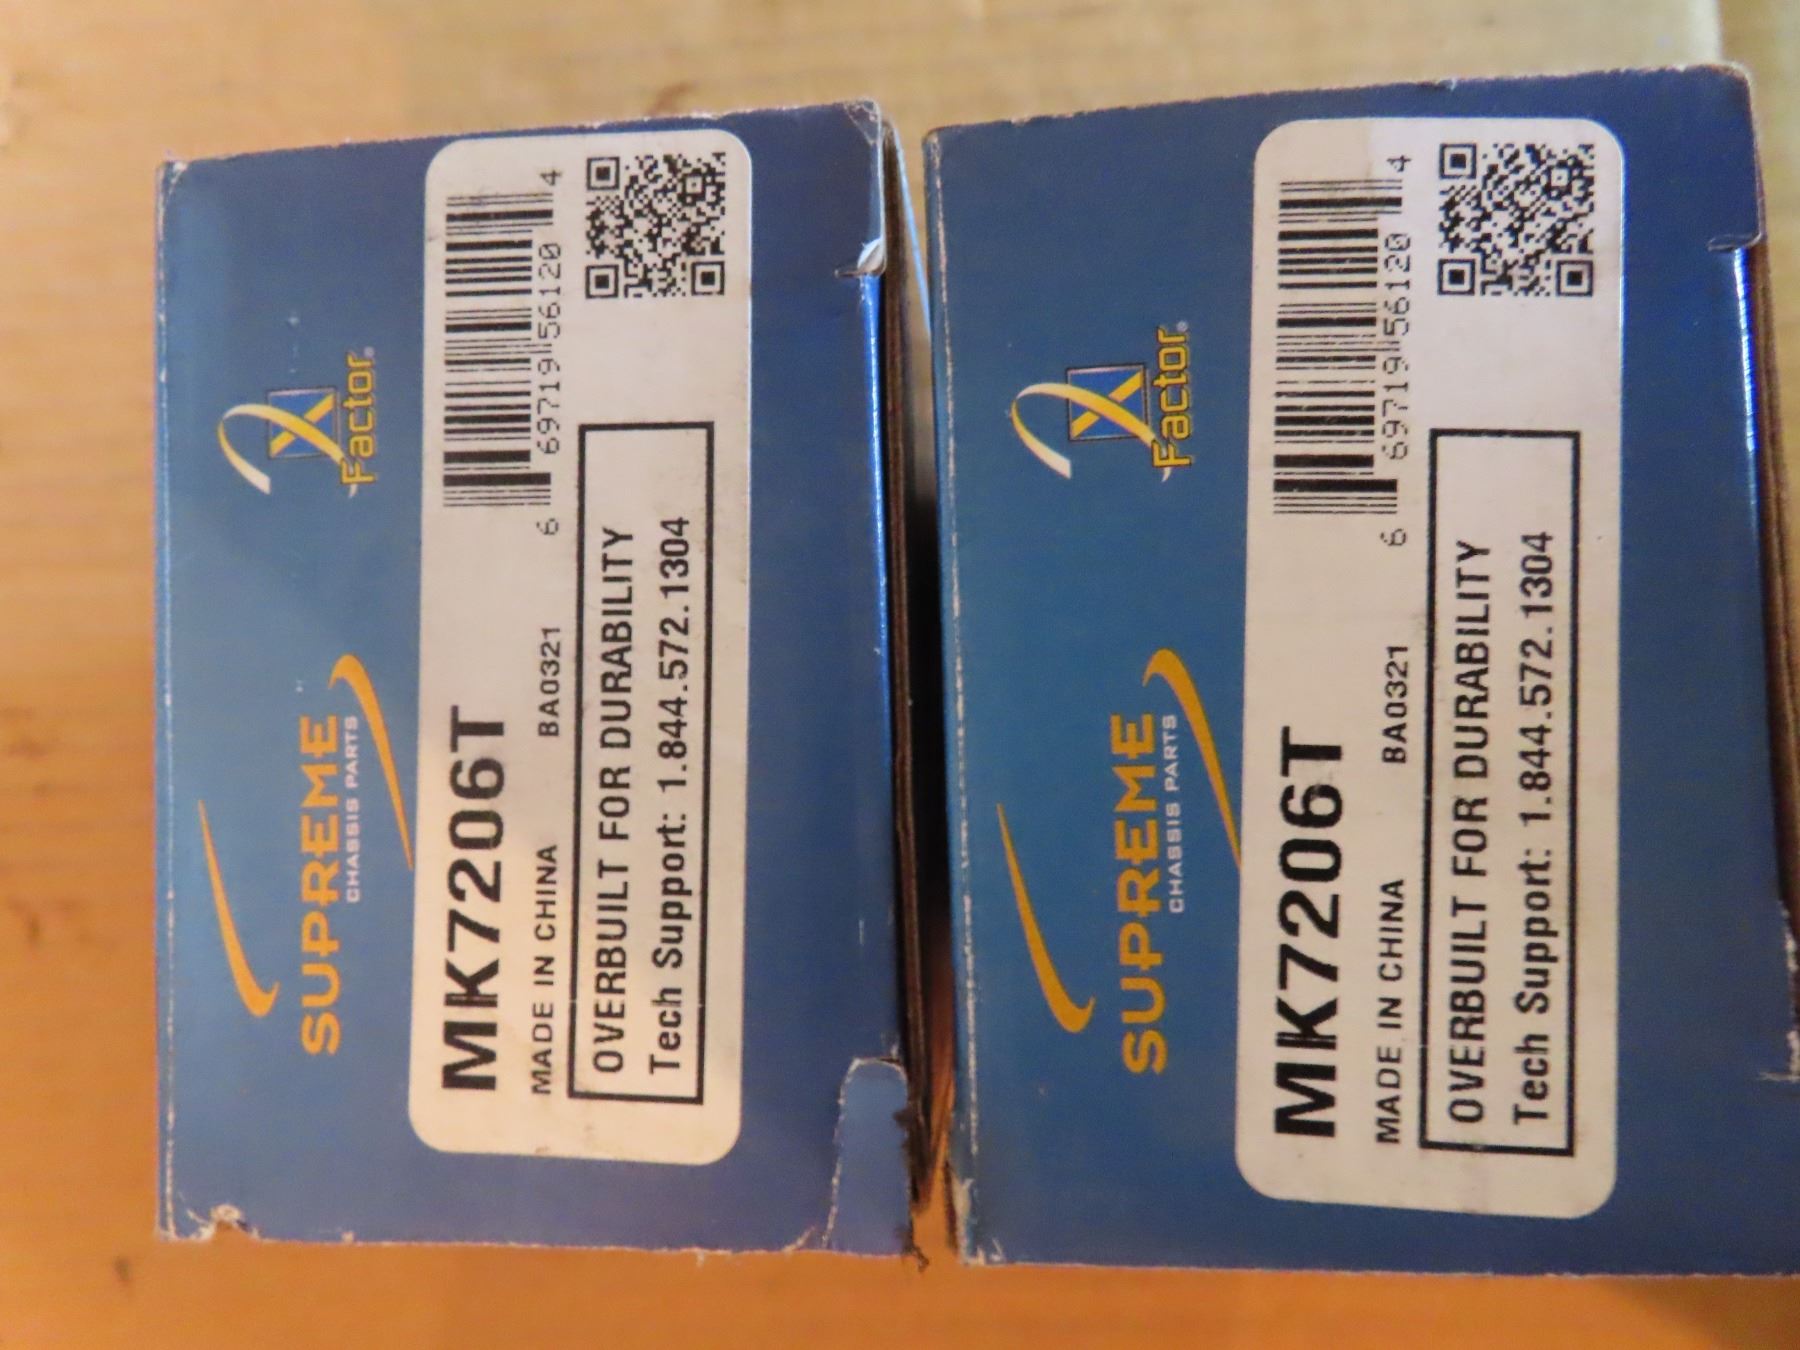 SUPREME
CHASSIS PARTS
X Factor®
MK7206T
MADE IN CHINA BA0321
6 69719 56120 4
OVERBUILT FOR DURABILITY
Tech Support: 1.844.572.1304
SUPREME
CHASSIS PARTS
X Factor®
MK7206T
MADE IN CHINA BA0321
6 69719 56120 4
OVERBUILT FOR DURABILITY
Tech Support: 1.844.572.1304